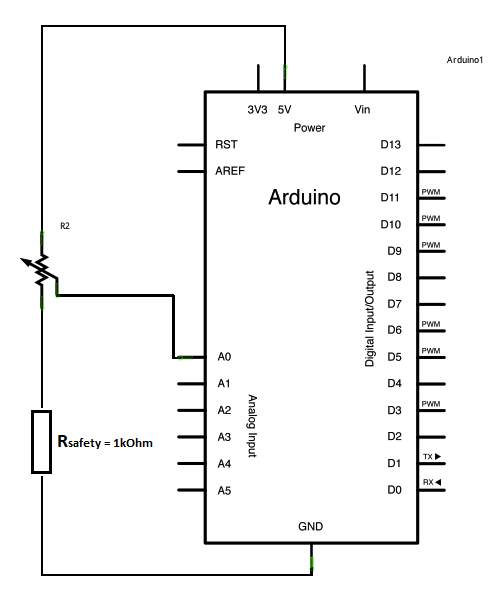 Arduino1
3V3 5V Vin
Power
RST D13
AREF D12
Arduino
D11 PWM
D10 PWM
R2
D9 PWM
D8
Digital Input/Output
D7
D6 PWM
A0 D5 PWM
A1 D4
Analog Input
A2 D3 PWM
Rsafety = 1kOhm
A3 D2
A4 D1 TX ▶
A5 D0 RX ◀
GND